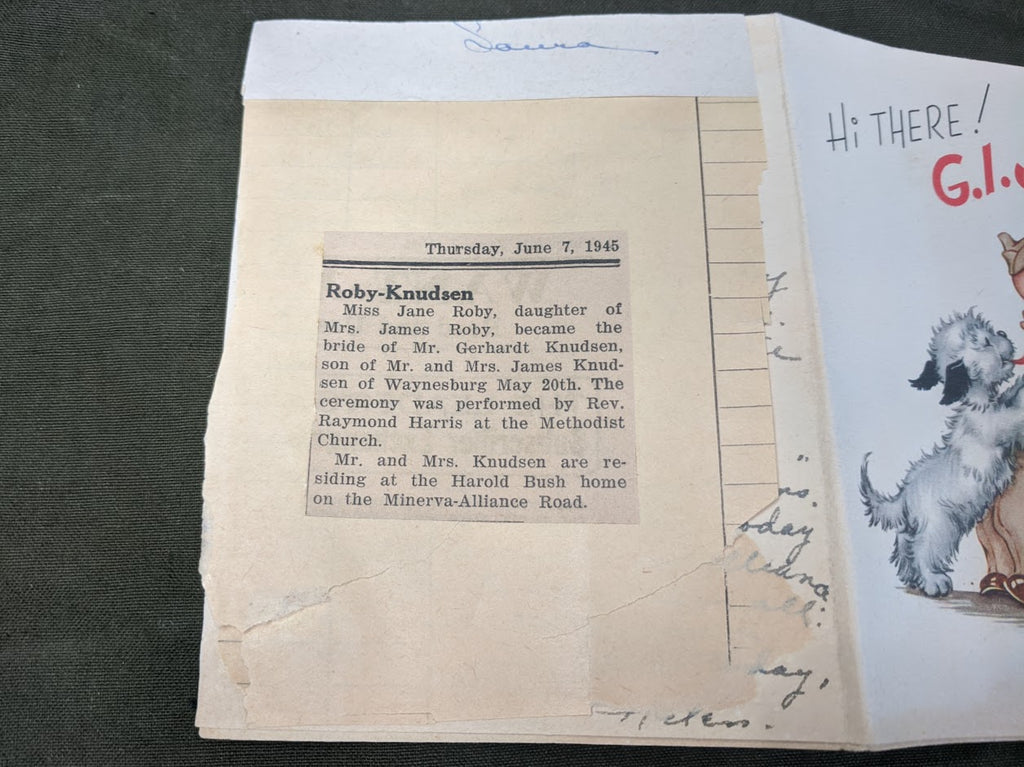 Laura
Thursday, June 7, 1945
Roby-Knudsen
Miss Jane Roby, daughter of
Mrs. James Roby, became the
bride of Mr. Gerhardt Knudsen,
son of Mr. and Mrs. James Knud-
sen of Waynesburg May 20th. The
ceremony was performed by Rev.
Raymond Harris at the Methodist
Church.
Mr. and Mrs. Knudsen are re-
siding at the Harold Bush home
on the Minerva-Alliance Road.
oday
Helen.
Hi THERE!
G.I.